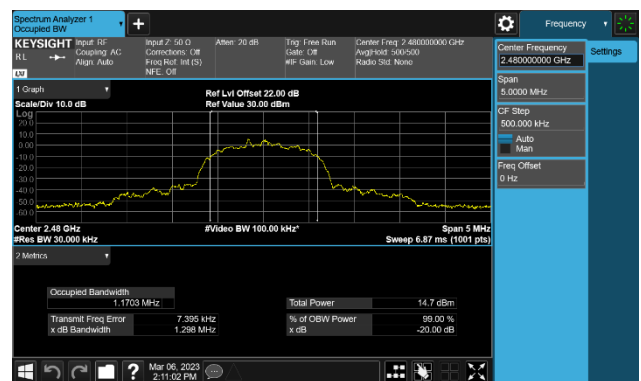 Spectrum Analyzer 1
Occupied BW
Frequency
KEYSIGHT
RL
Input: RF
Coupling: AC
Align: Auto
Input Z: 50 Ω
Corrections: Off
Freq Ref: Int (S)
NFE: Off
Atten: 20 dB
Trig: Free Run
Gate: Off
#IF Gain: Low
Center Freq: 2.480000000 GHz
Avg|Hold: 500/500
Radio Std: None
Center Frequency
2.480000000 GHz
Settings
Span
5.0000 MHz
CF Step
500.000 kHz
Auto
Man
Freq Offset
0 Hz
1 Graph
Scale/Div 10.0 dB
Ref Lvl Offset 22.00 dB
Ref Value 30.00 dBm
Log
20.0
10.0
0.00
-10.0
-20.0
-30.0
-40.0
-50.0
-60.0
Center 2.48 GHz
#Res BW 30.000 kHz
#Video BW 100.00 kHz*
Span 5 MHz
Sweep 6.87 ms (1001 pts)
2 Metrics
Occupied Bandwidth
1.1703 MHz
Total Power 14.7 dBm
Transmit Freq Error 7.395 kHz
% of OBW Power 99.00 %
x dB Bandwidth 1.298 MHz
x dB -20.00 dB
Mar 06, 2023
2:11:02 PM